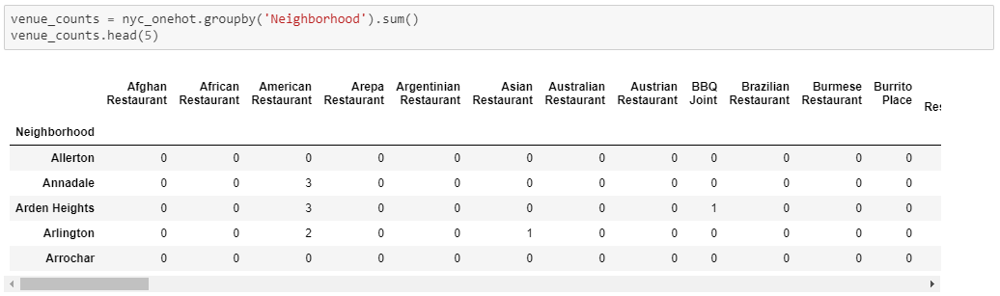 venue_counts = nyc_onehot.groupby('Neighborhood').sum()
venue_counts.head(5)
Afghan Restaurant African Restaurant American Restaurant Arepa Restaurant Argentinian Restaurant Asian Restaurant Australian Restaurant Austrian Restaurant BBQ Joint Brazilian Restaurant Burmese Restaurant Burrito Place
Neighborhood
Allerton 0 0 0 0 0 0 0 0 0 0 0 0
Annadale 0 0 3 0 0 0 0 0 0 0 0 0
Arden Heights 0 0 3 0 0 0 0 0 1 0 0 0
Arlington 0 0 2 0 0 1 0 0 0 0 0 0
Arrochar 0 0 0 0 0 0 0 0 0 0 0 0